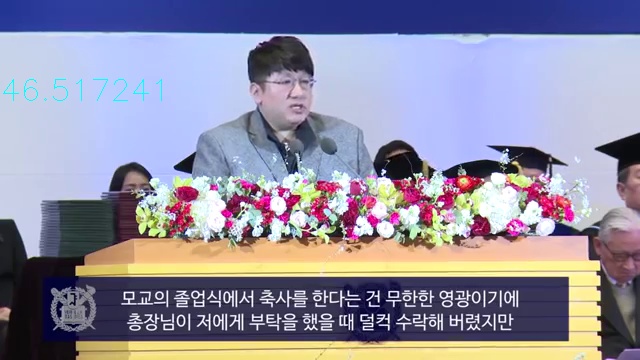 46.517241
모교의 졸업식에서 축사를 한다는 건 무한한 영광이기에
총장님이 저에게 부탁을 했을 때 덜컥 수락해 버렸지만